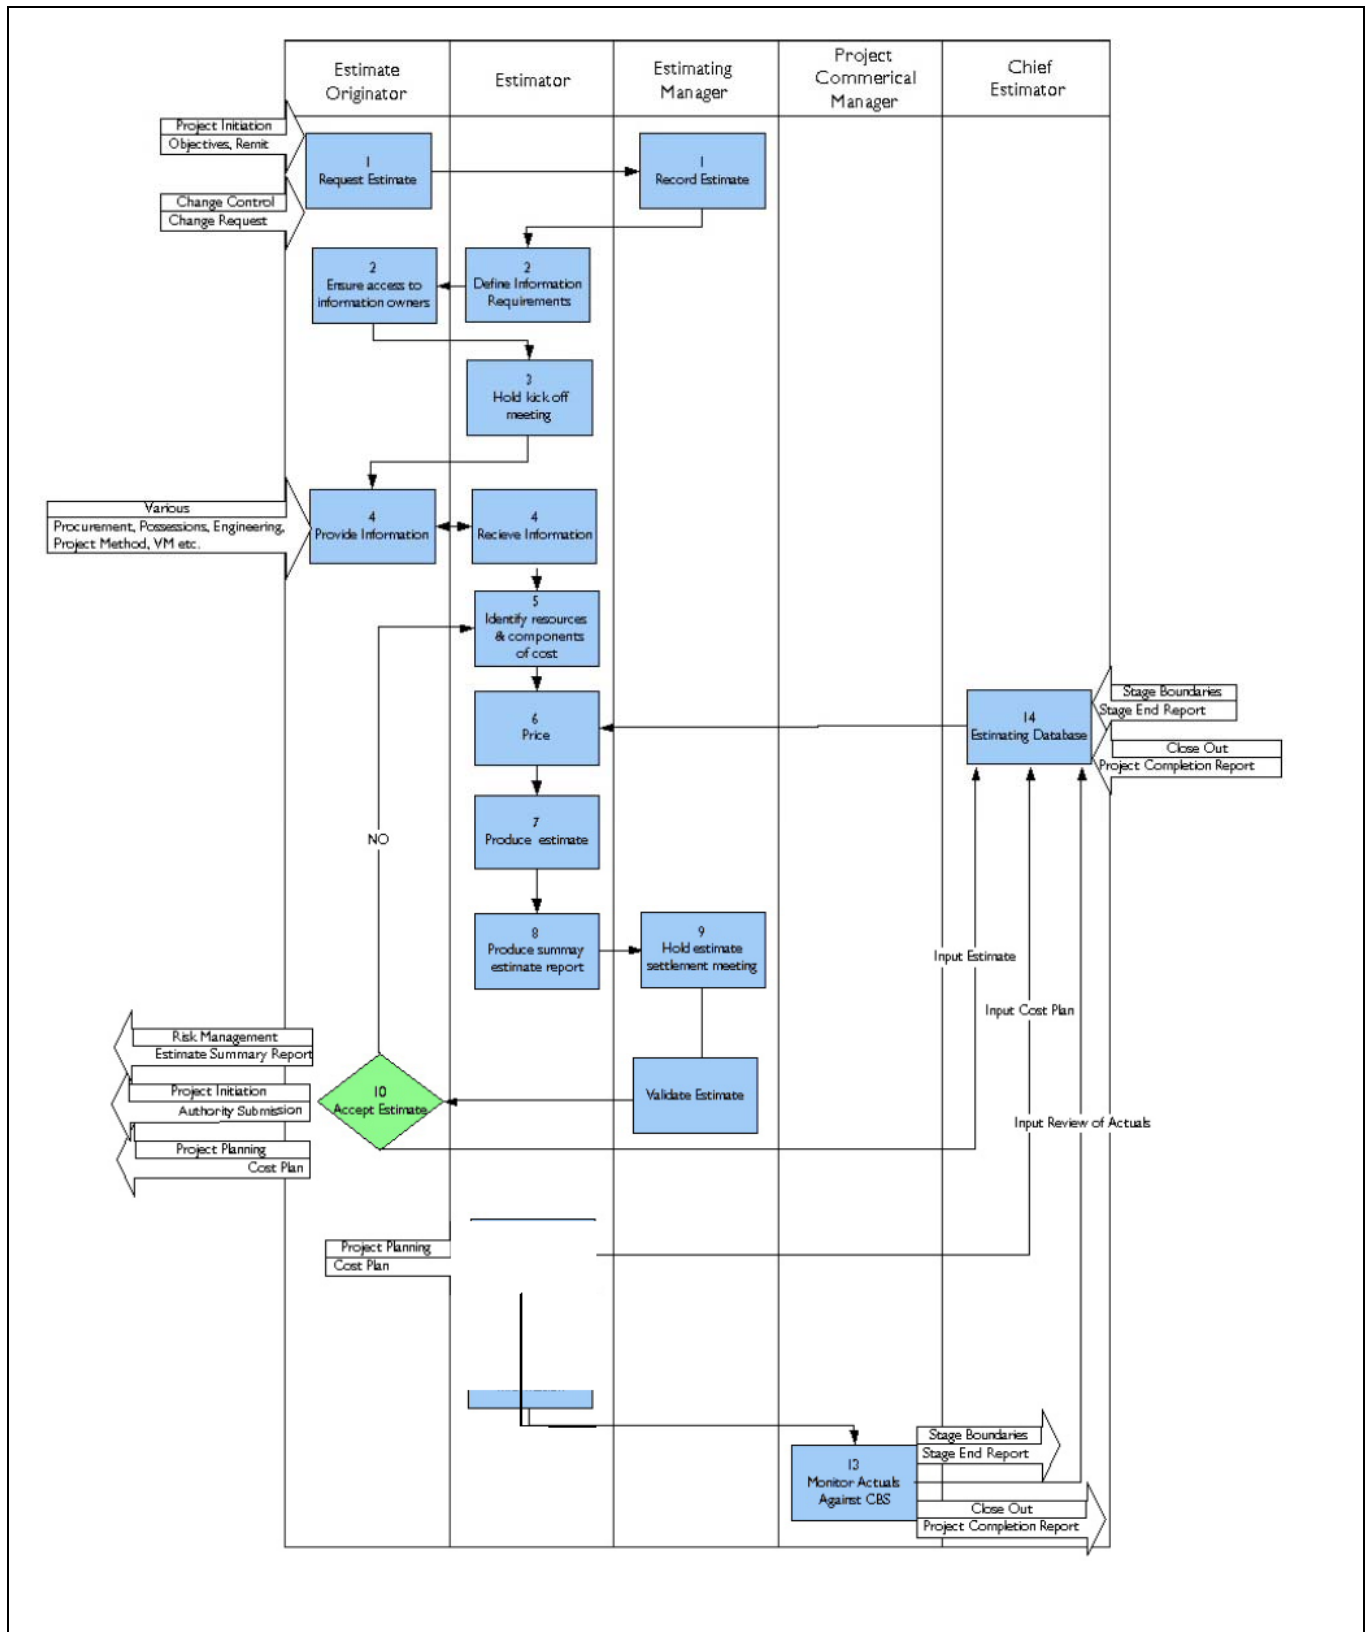 Estimate
Originator
Estimator
Estimating
Manager
Project
Commerical
Manager
Chief
Estimator
Project Initiation
Objectives, Remit
Change Control
Change Request
1
Request Estimate
1
Record Estimate
2
Ensure access to
information owners
2
Define Information
Requirements
3
Hold kick off
meeting
Various
Procurement, Possessions, Engineering,
Project Method, VM etc.
4
Provide Information
4
Recieve Information
5
Identify resources
& components
of cost
6
Price
14
Estimating Database
Stage Boundaries
Stage End Report
Close Out
Project Completion Report
7
Produce estimate
NO
8
Produce summay
estimate report
9
Hold estimate
settlement meeting
Input Estimate
Input Cost Plan
Input Review of Actuals
Risk Management
Estimate Summary Report
Project Initiation
Authority Submission
Project Planning
Cost Plan
10
Accept Estimate
Validate Estimate
Project Planning
Cost Plan
13
Monitor Actuals
Against CBS
Stage Boundaries
Stage End Report
Close Out
Project Completion Report